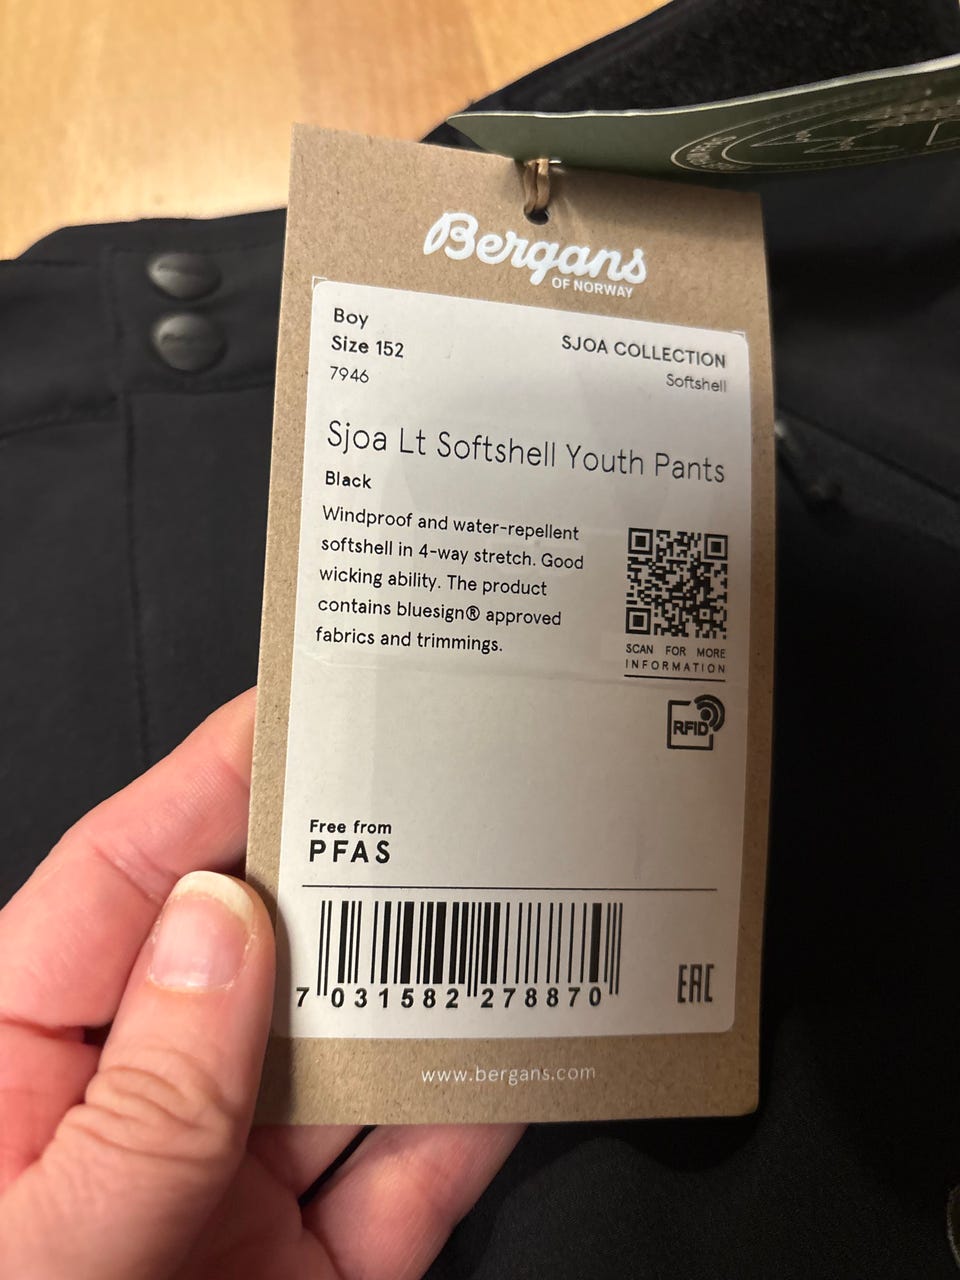 Bergans
OF NORWAY
Boy
Size 152
7946
SJOA COLLECTION
Softshell
Sjoa Lt Softshell Youth Pants
Black
Windproof and water-repellent
softshell in 4-way stretch. Good
wicking ability. The product
contains bluesign® approved
fabrics and trimmings.
SCAN FOR MORE
INFORMATION
RFID
Free from
PFAS
7 031582 278870
EAC
www.bergans.com